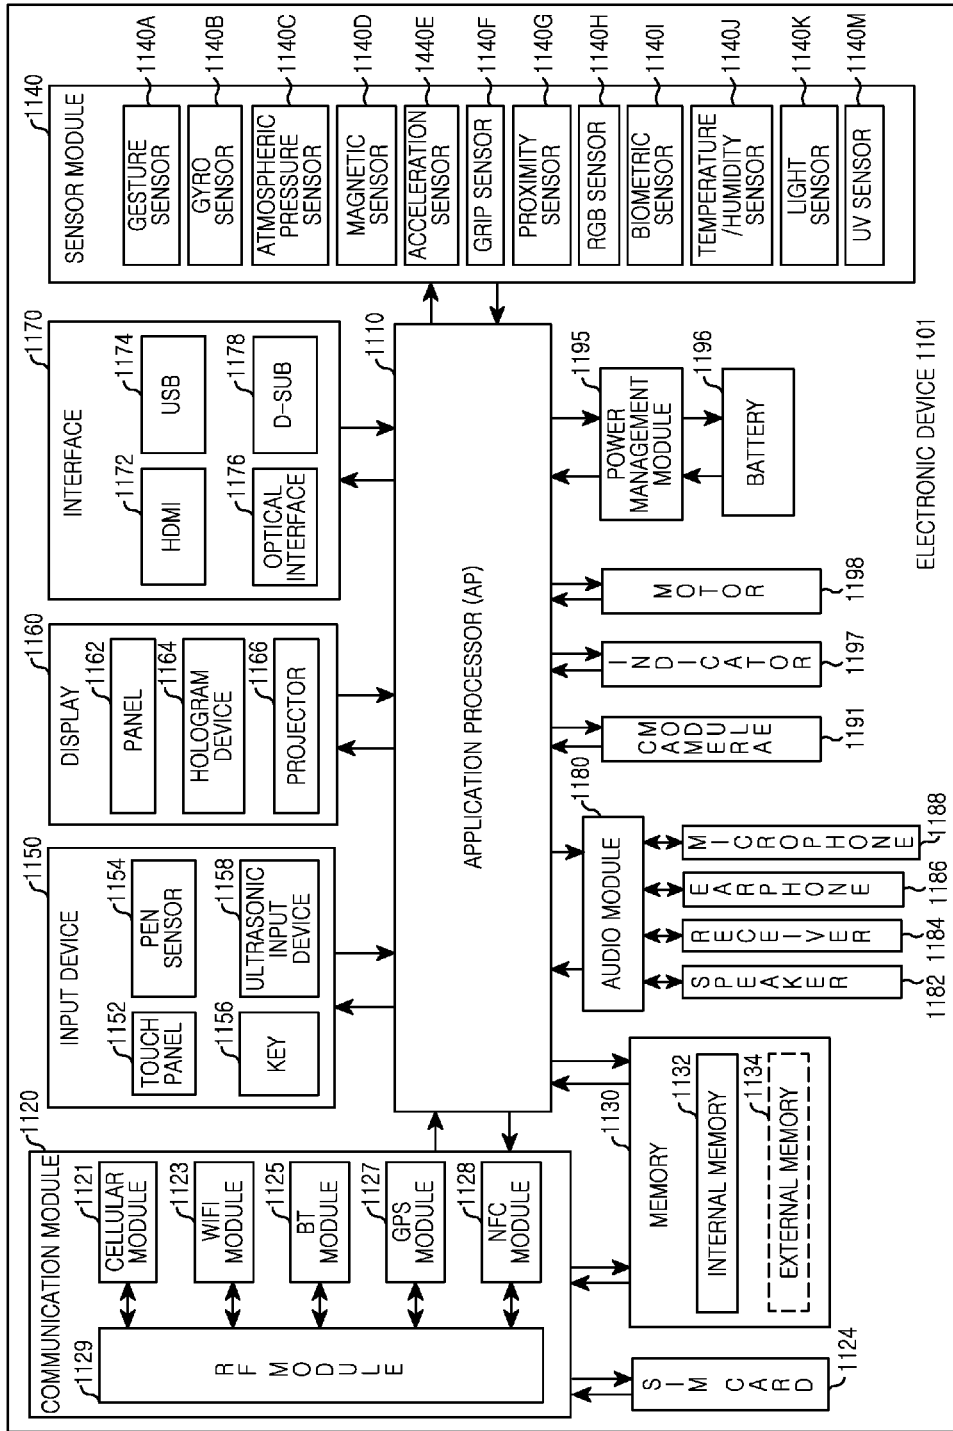 COMMUNICATION MODULE
1120
1129
RF MODULE
CELLULAR
MODULE
1121
WIFI
MODULE
1123
BT
MODULE
1125
GPS
MODULE
1127
NFC
MODULE
1128
SIM CARD
1124
INPUT DEVICE
1150
TOUCH
PANEL
1152
PEN
SENSOR
1154
KEY
1156
ULTRASONIC
INPUT
DEVICE
1158
DISPLAY
1160
PANEL
1162
HOLOGRAM
DEVICE
1164
PROJECTOR
1166
INTERFACE
1170
HDMI
1172
USB
1174
OPTICAL
INTERFACE
1176
D-SUB
1178
SENSOR MODULE
1140
GESTURE
SENSOR
1140A
GYRO
SENSOR
1140B
ATMOSPHERIC
PRESSURE
SENSOR
1140C
MAGNETIC
SENSOR
1140D
ACCELERATION
SENSOR
1440E
GRIP SENSOR
1140F
PROXIMITY
SENSOR
1140G
RGB SENSOR
1140H
BIOMETRIC
SENSOR
1140I
TEMPERATURE
/HUMIDITY
SENSOR
1140J
LIGHT
SENSOR
1140K
UV SENSOR
1140M
APPLICATION PROCESSOR (AP)
1110
MEMORY
1130
INTERNAL MEMORY
1132
EXTERNAL MEMORY
1134
AUDIO MODULE
1180
SPEAKER
1182
RECEIVER
1184
EARPHONE
1186
MICROPHONE
1188
CAMERA
MODULE
1191
INDICATOR
1197
MOTOR
1198
POWER
MANAGEMENT
MODULE
1195
BATTERY
1196
ELECTRONIC DEVICE 1101